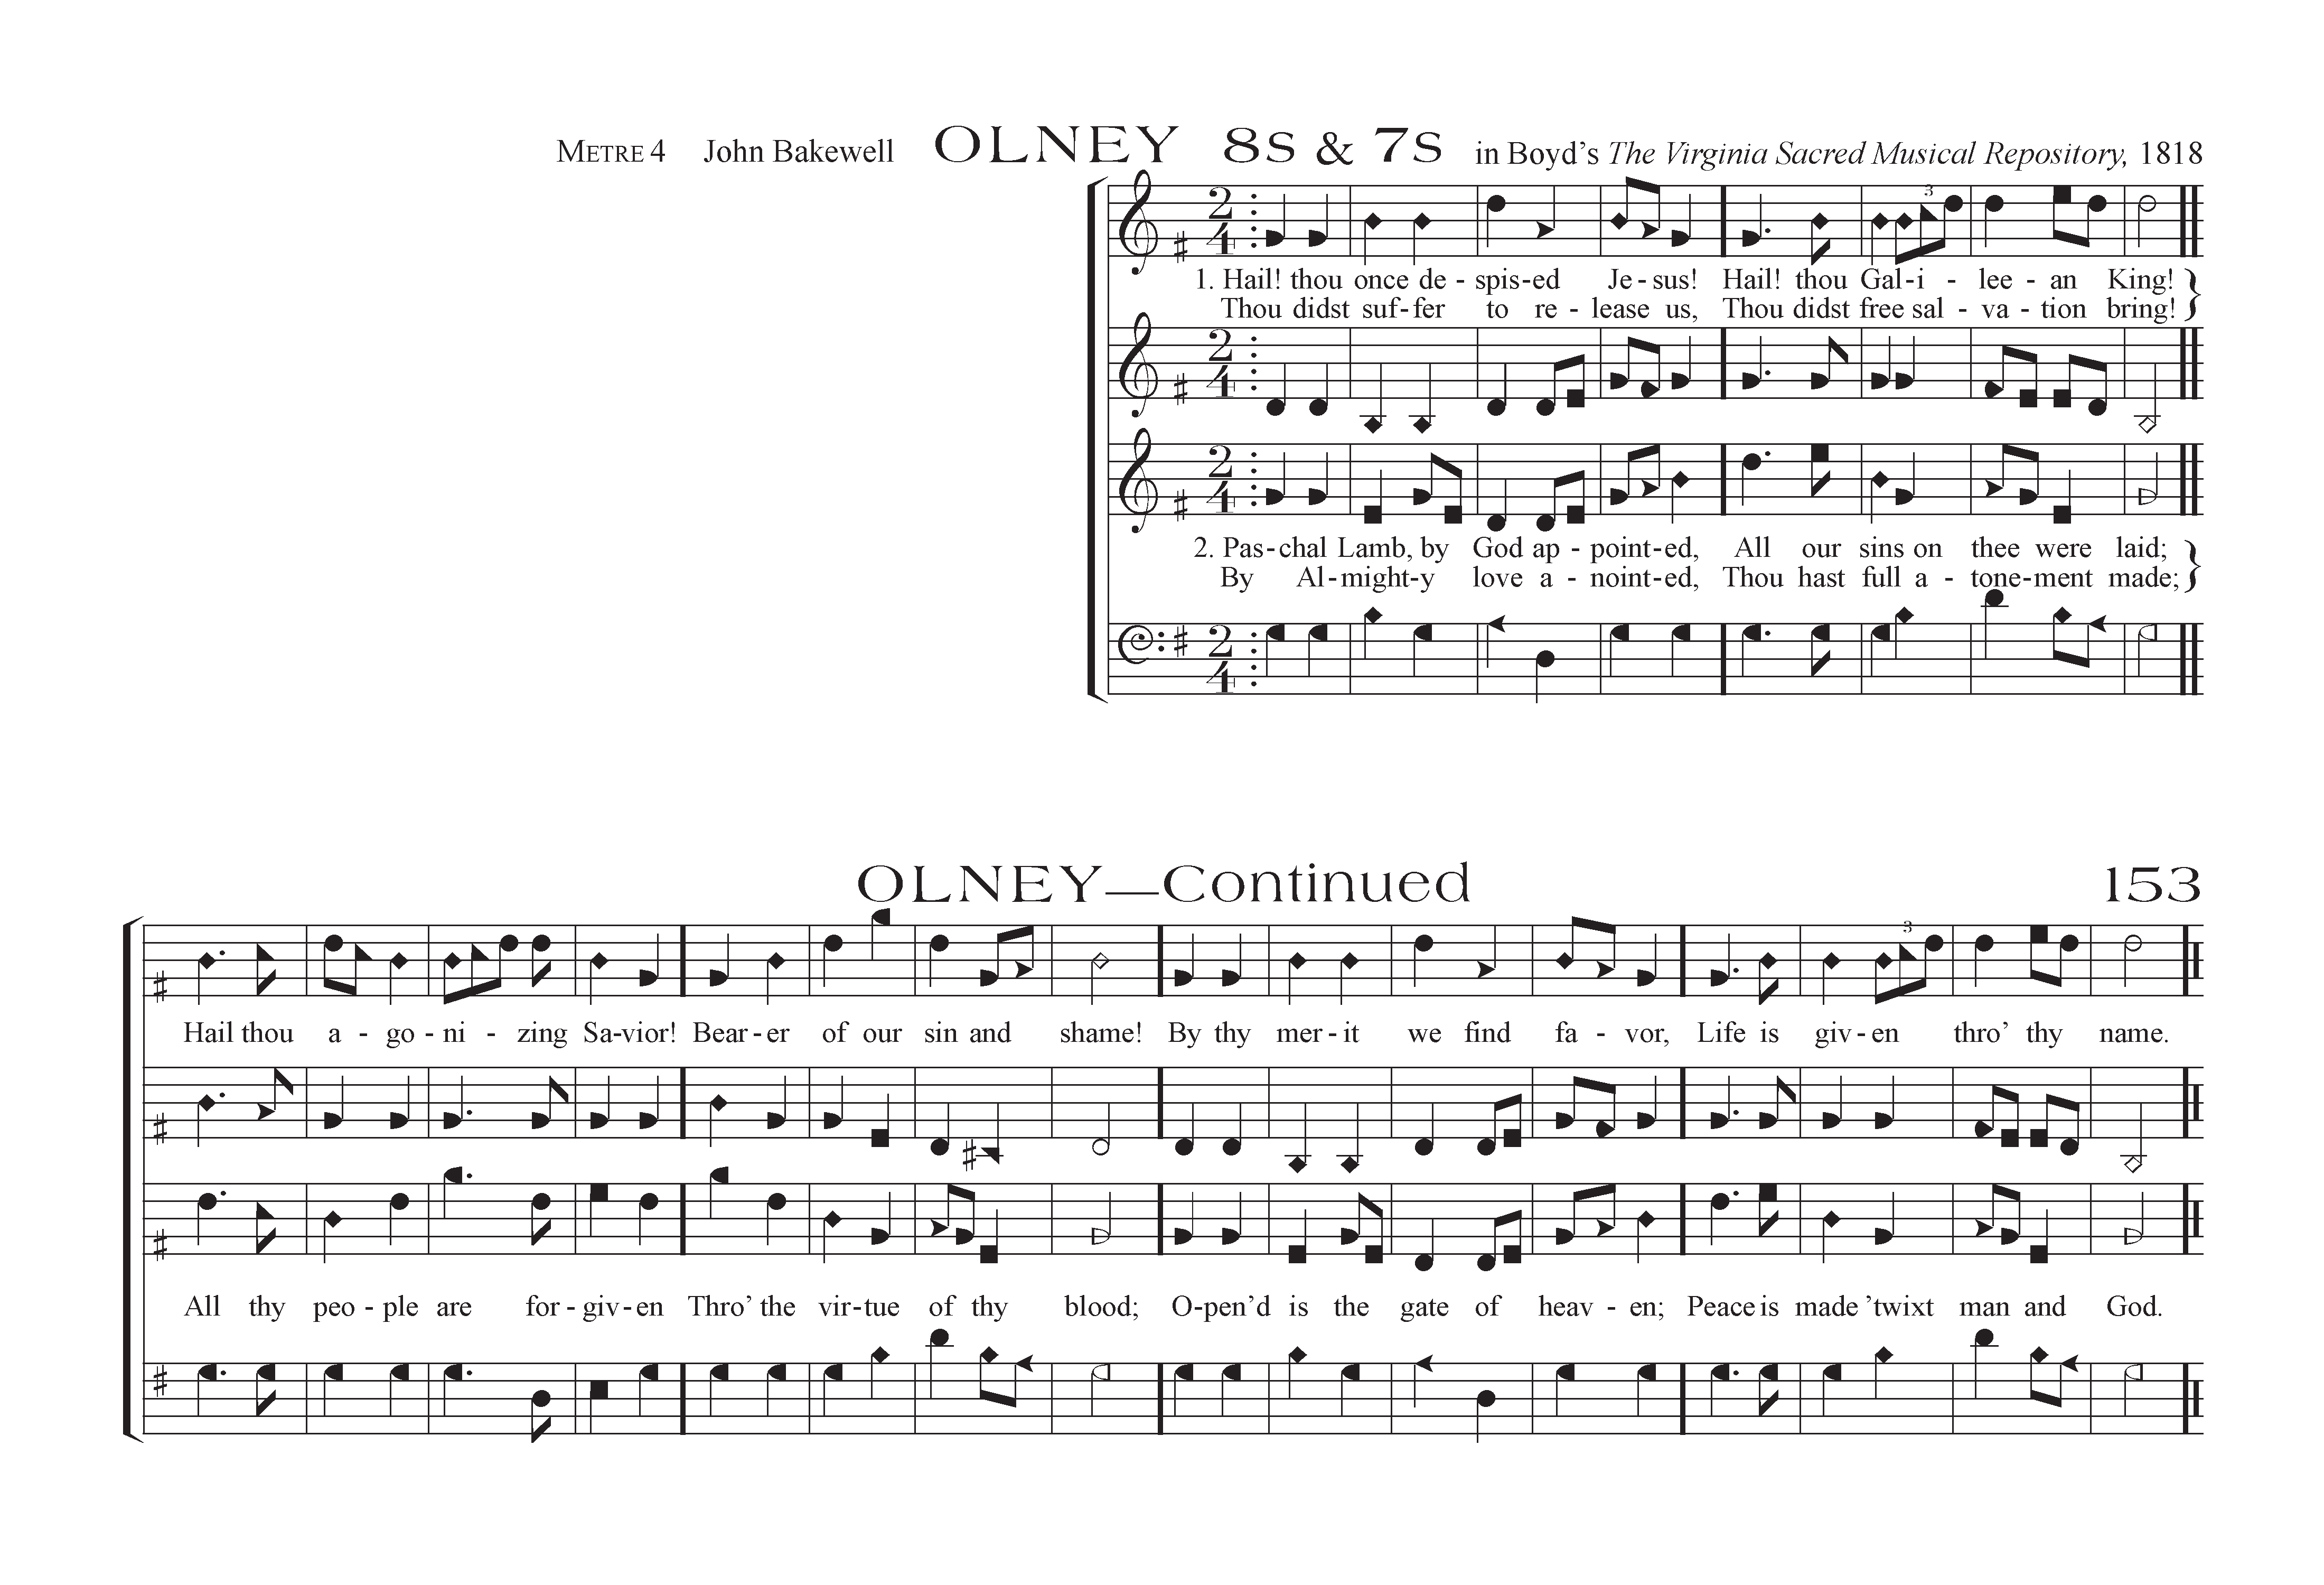 METRE 4 John Bakewell OLNEY 8s & 7s in Boyd's The Virginia Sacred Musical Repository, 1818
2 4
3
1. Hail! thou once de - spis-ed Je-sus! Hail! thou Gal-i - lee - an King! }
Thou didst suf-fer to re - lease us, Thou didst free sal - va - tion bring! }
2 4
2 4
2. Pas-chal Lamb, by God ap - point-ed, All our sins on thee were laid; }
By Al-might-y love a - noint-ed, Thou hast full a - tone-ment made; }
2 4
OLNEY—Continued 153
3
Hail thou a - go - ni - zing Sa-vior! Bear-er of our sin and shame! By thy mer-it we find fa - vor, Life is giv-en thro' thy name.
All thy peo - ple are for-giv-en Thro' the vir-tue of thy blood; O-pen'd is the gate of heav - en; Peace is made 'twixt man and God.